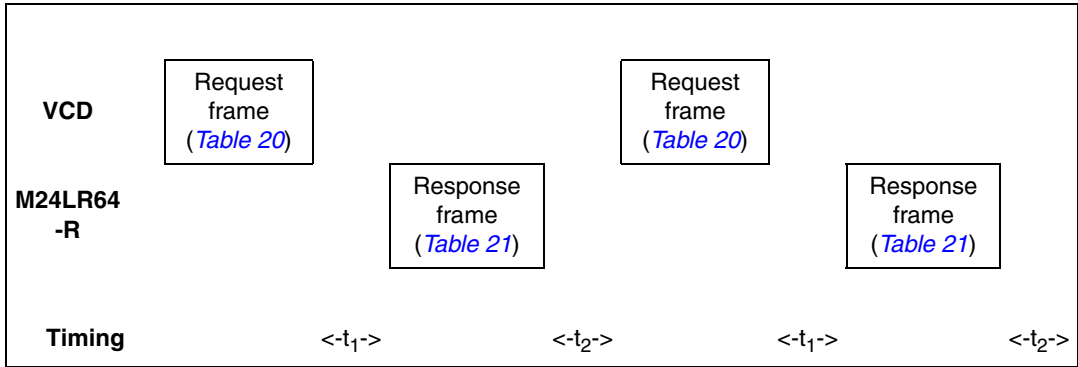 VCD
Request
frame
(Table 20)
Request
frame
(Table 20)
M24LR64
-R
Response
frame
(Table 21)
Response
frame
(Table 21)
Timing
<-t₁->
<-t₂->
<-t₁->
<-t₂->